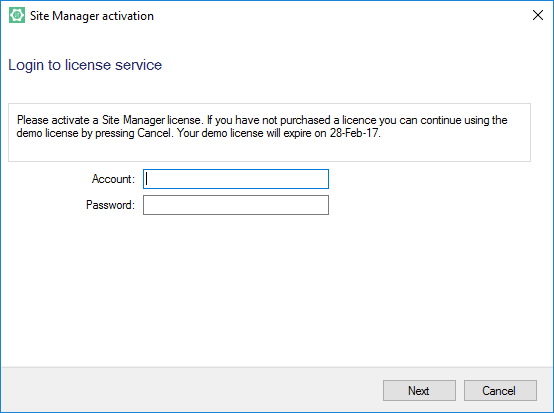 Site Manager activation
Login to license service
Please activate a Site Manager license. If you have not purchased a licence you can continue using the
demo license by pressing Cancel. Your demo license will expire on 28-Feb-17.
Account:
Password:
Next Cancel